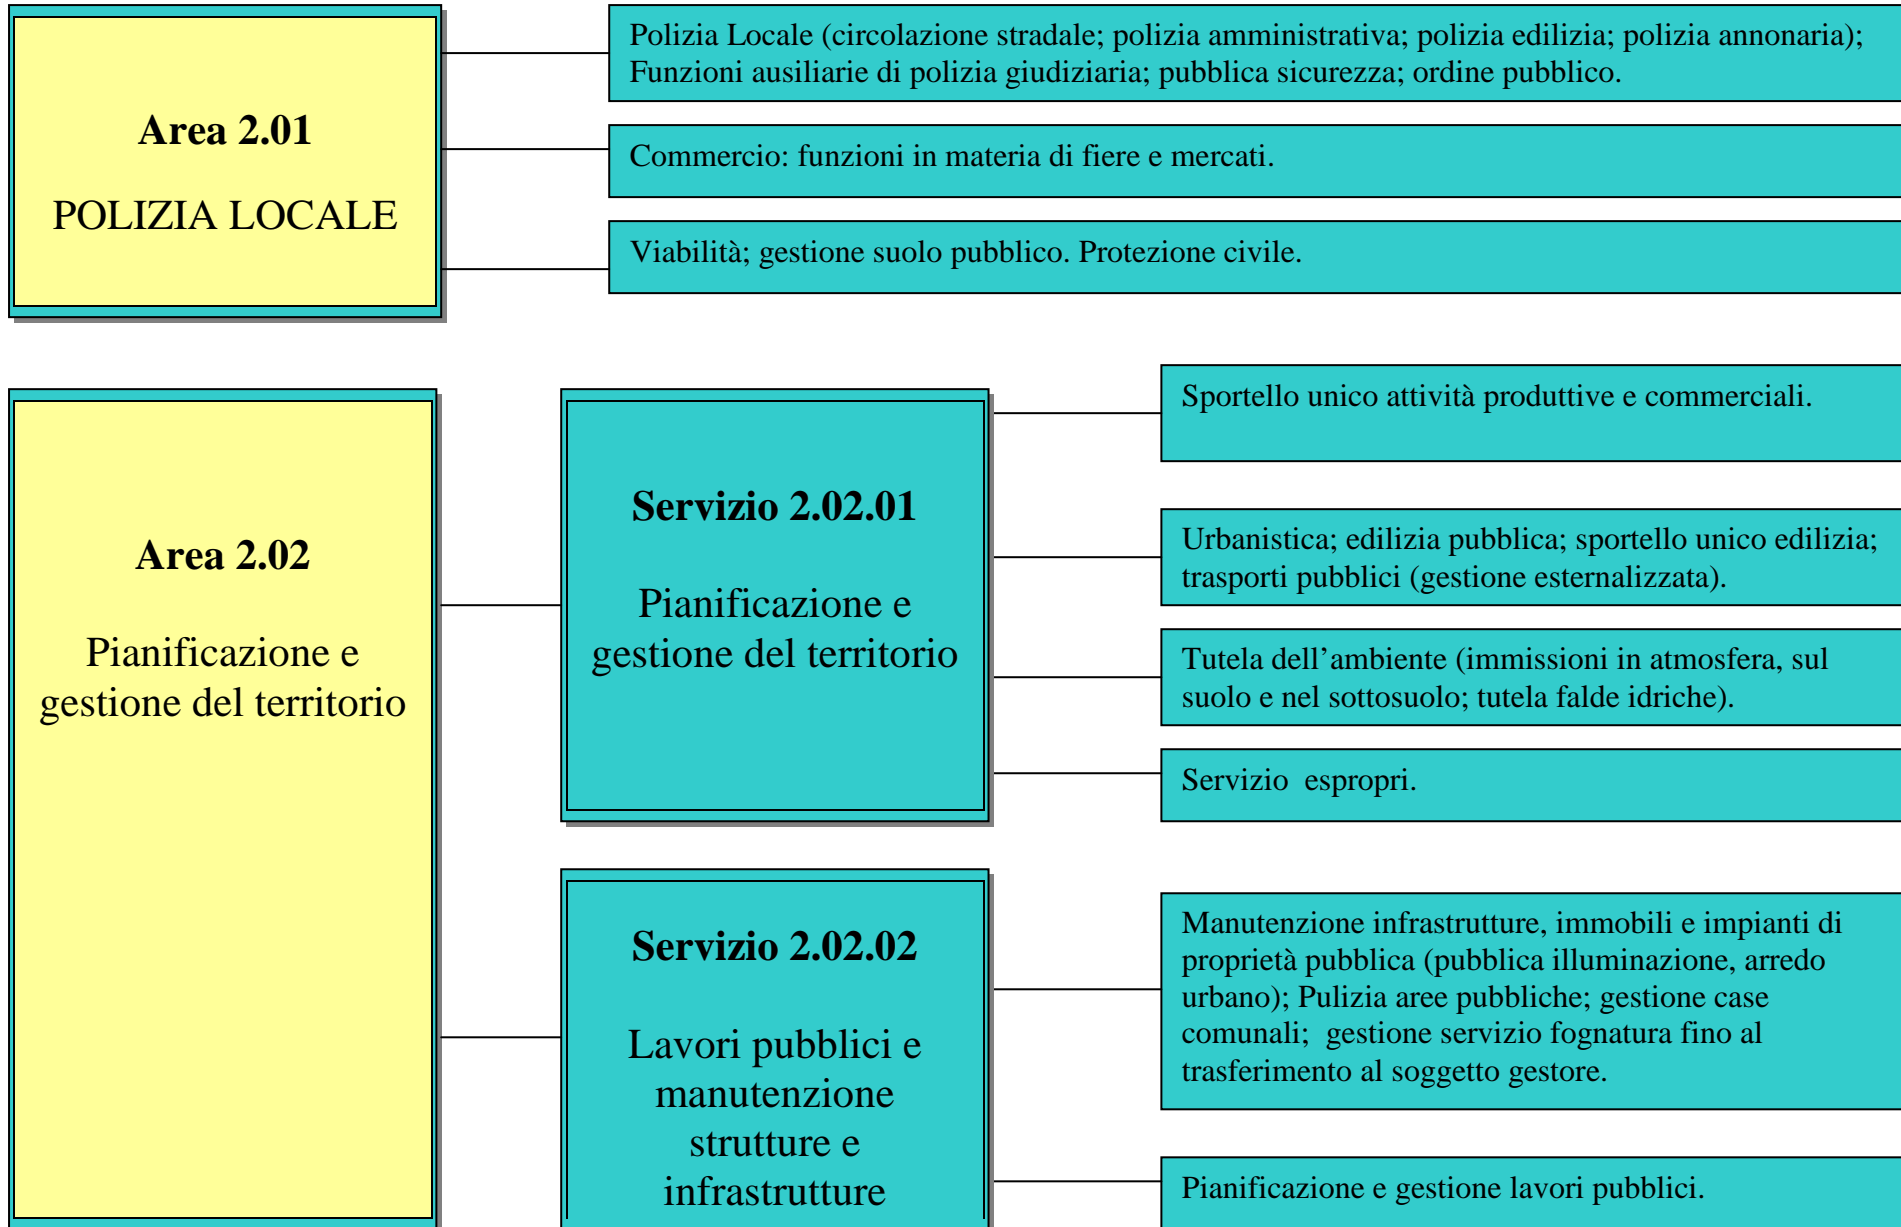 Area 2.01
POLIZIA LOCALE
Polizia Locale (circolazione stradale; polizia amministrativa; polizia edilizia; polizia annonaria);
Funzioni ausiliarie di polizia giudiziaria; pubblica sicurezza; ordine pubblico.
Commercio: funzioni in materia di fiere e mercati.
Viabilità; gestione suolo pubblico. Protezione civile.
Area 2.02
Pianificazione e
gestione del territorio
Servizio 2.02.01
Pianificazione e
gestione del territorio
Sportello unico attività produttive e commerciali.
Urbanistica; edilizia pubblica; sportello unico edilizia;
trasporti pubblici (gestione esternalizzata).
Tutela dell’ambiente (immissioni in atmosfera, sul
suolo e nel sottosuolo; tutela falde idriche).
Servizio  espropri.
Servizio 2.02.02
Lavori pubblici e
manutenzione
strutture e
infrastrutture
Manutenzione infrastrutture, immobili e impianti di
proprietà pubblica (pubblica illuminazione, arredo
urbano); Pulizia aree pubbliche; gestione case
comunali;  gestione servizio fognatura fino al
trasferimento al soggetto gestore.
Pianificazione e gestione lavori pubblici.